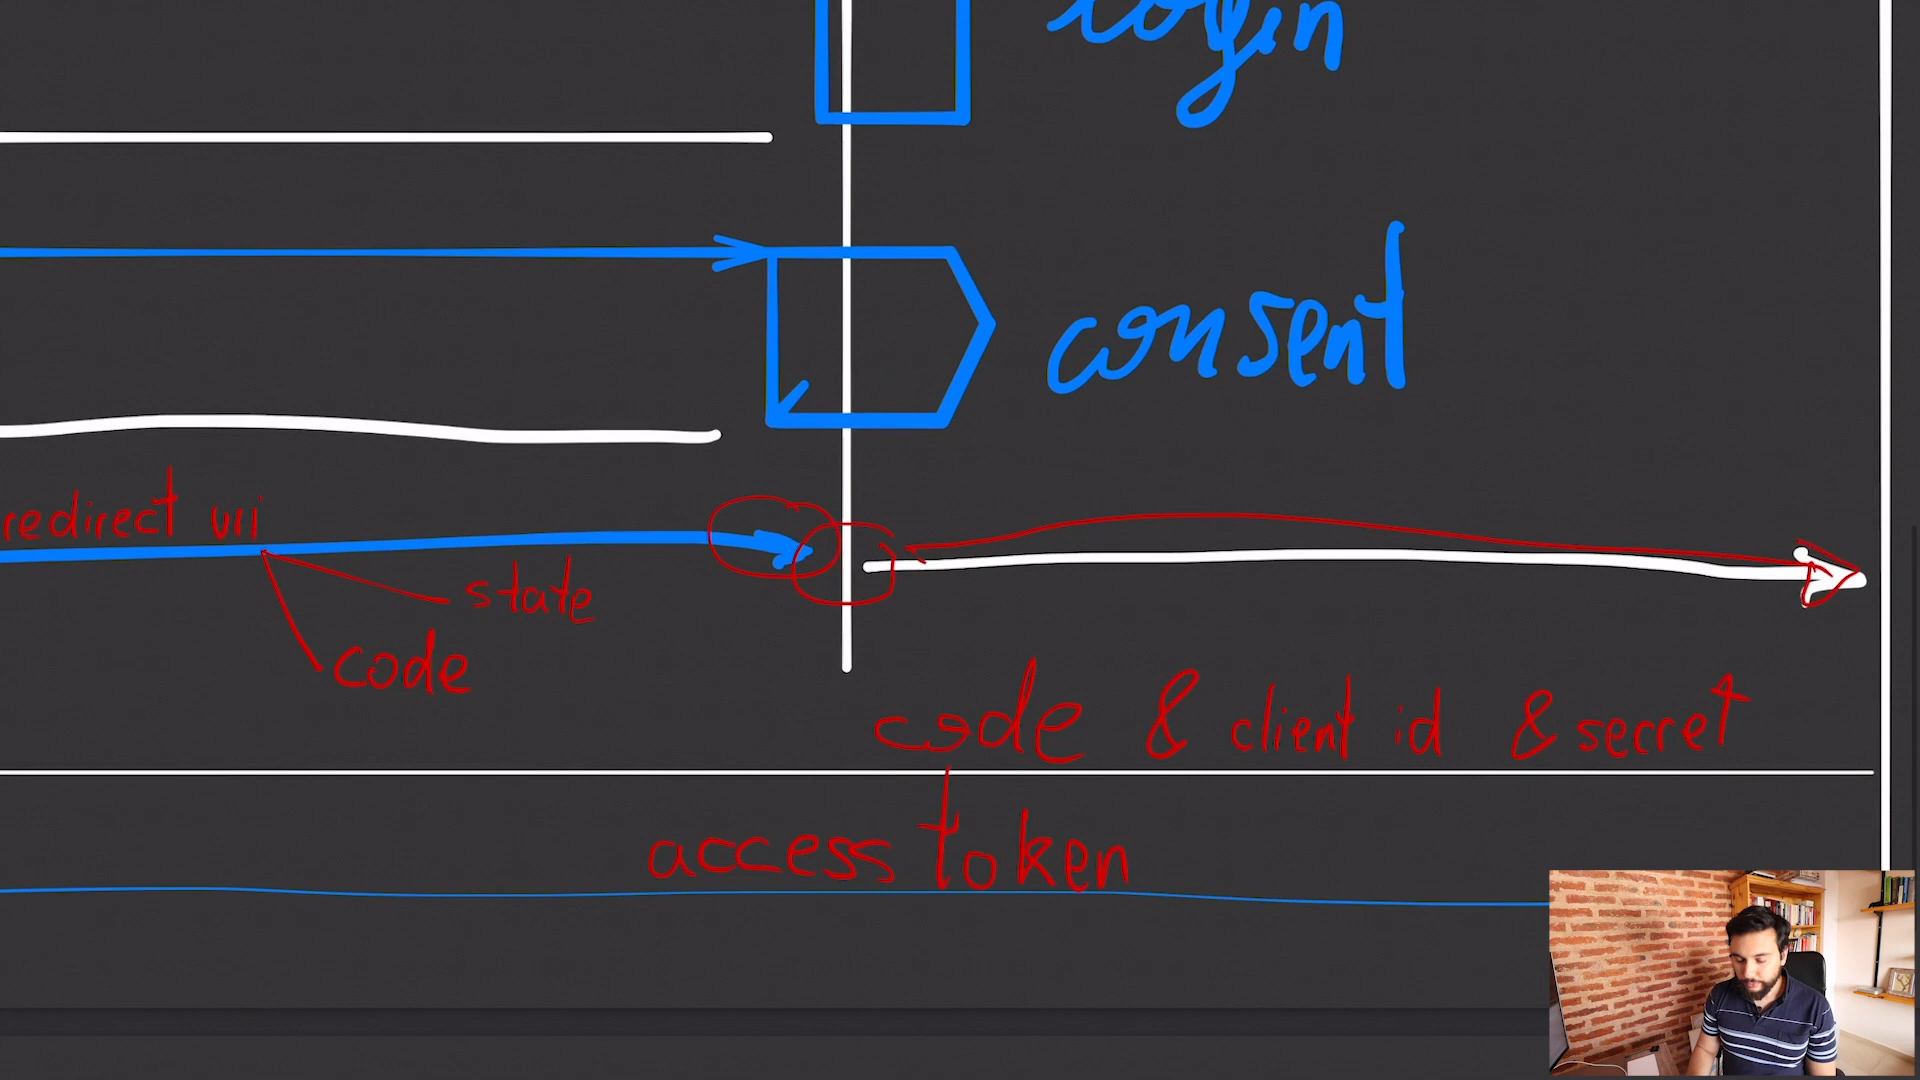 login
consent
redirect uri
state
code
code & client id & secret
access token